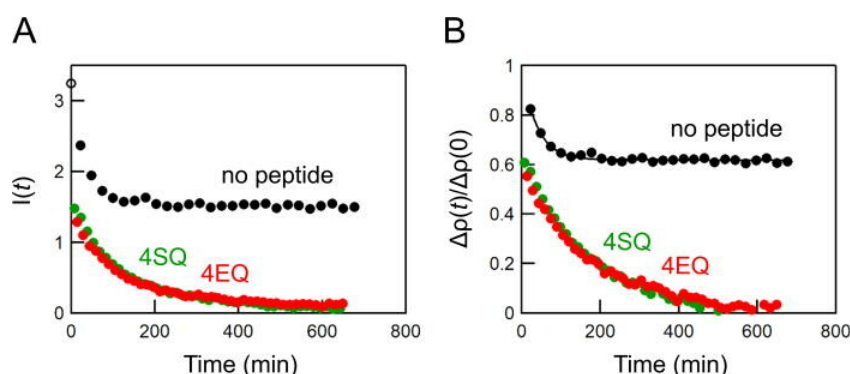 A
I(t)
3
2
1
0
0
200
400
600
800
Time (min)
no peptide
4SQ
4EQ
B
Δρ(t)/Δρ(0)
1
0.8
0.6
0.4
0.2
0
0
200
400
600
800
Time (min)
no peptide
4SQ
4EQ